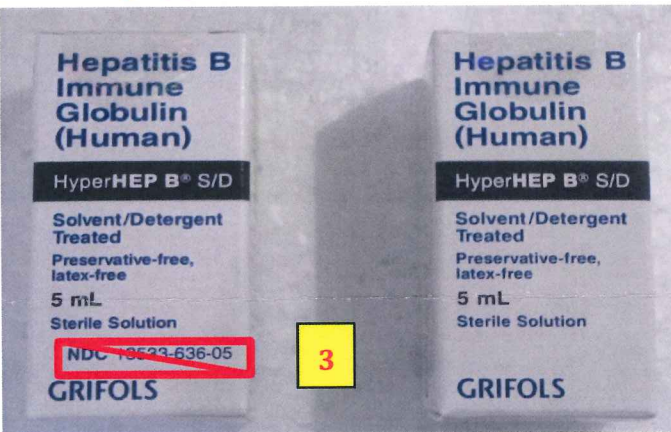 Hepatitis B
Immune
Globulin
(Human)
HyperHEP B® S/D
Solvent/Detergent
Treated
Preservative-free,
latex-free
5 mL
Sterile Solution
NDC 13533-636-05
GRIFOLS
3
Hepatitis B
Immune
Globulin
(Human)
HyperHEP B® S/D
Solvent/Detergent
Treated
Preservative-free,
latex-free
5 mL
Sterile Solution
GRIFOLS